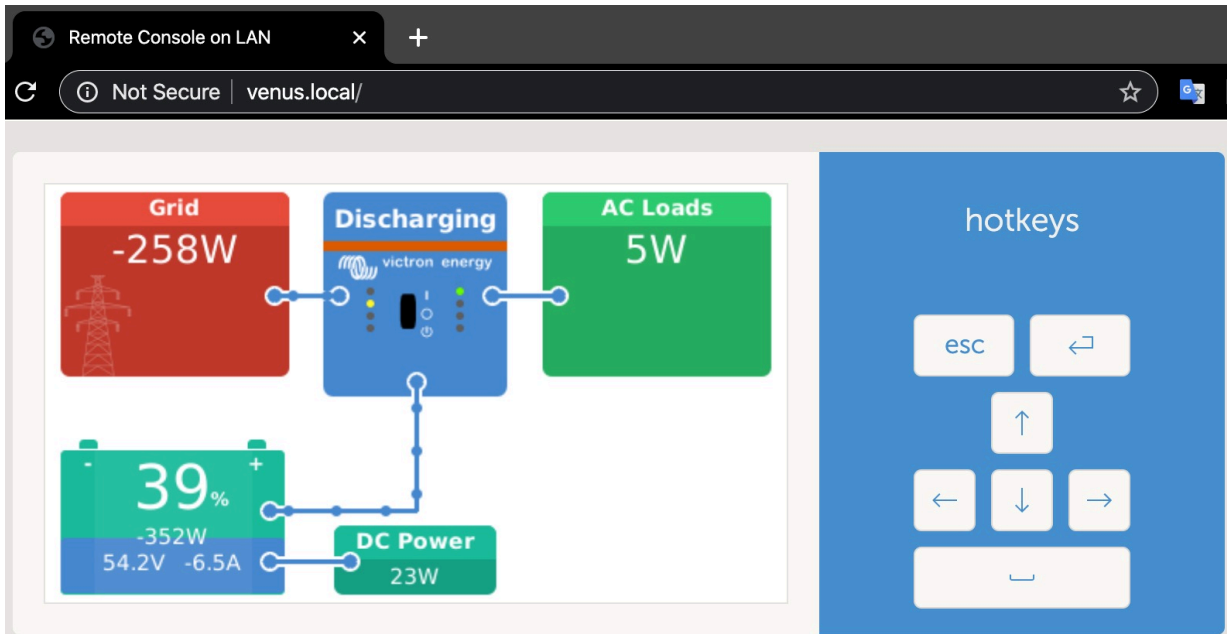 Remote Console on LAN
Not Secure venus.local/
Grid
-258W
Discharging
victron energy
AC Loads
5W
- +
39%
-352W
54.2V -6.5A
DC Power
23W
hotkeys
esc